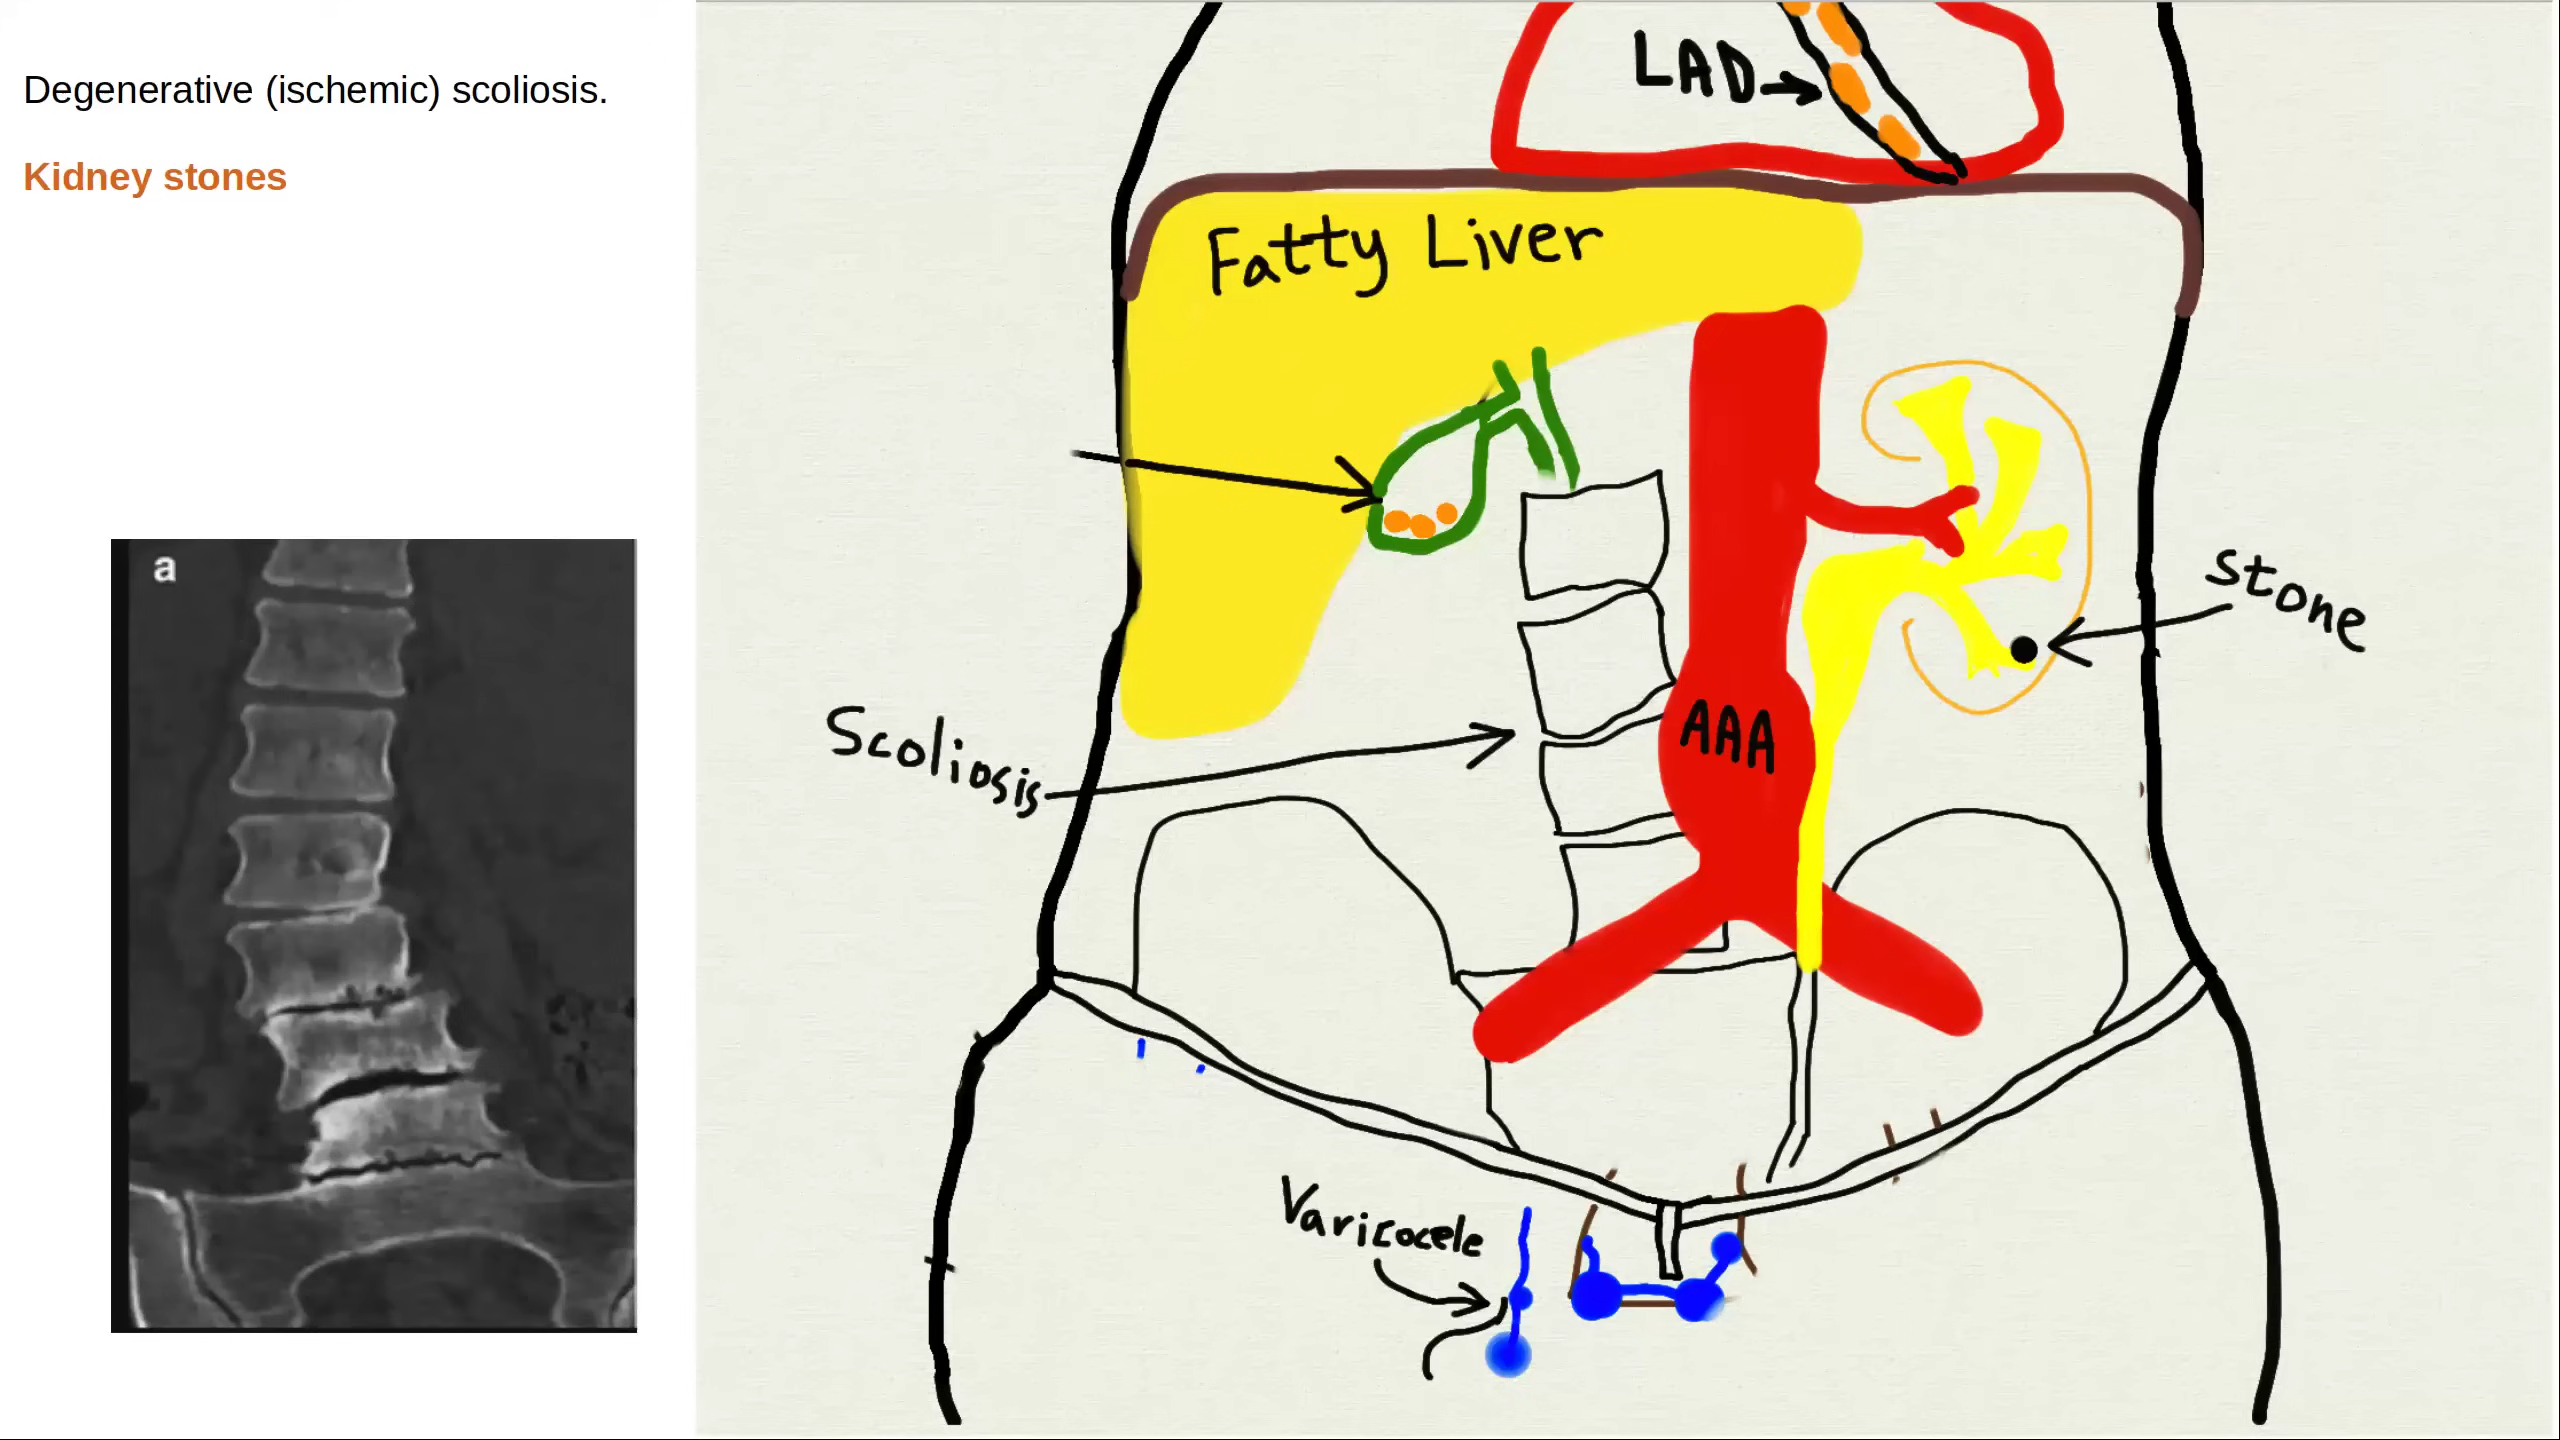 Degenerative (ischemic) scoliosis.
Kidney stones
a
LAD
Fatty Liver
stone
AAA
Scoliosis
Varicocele